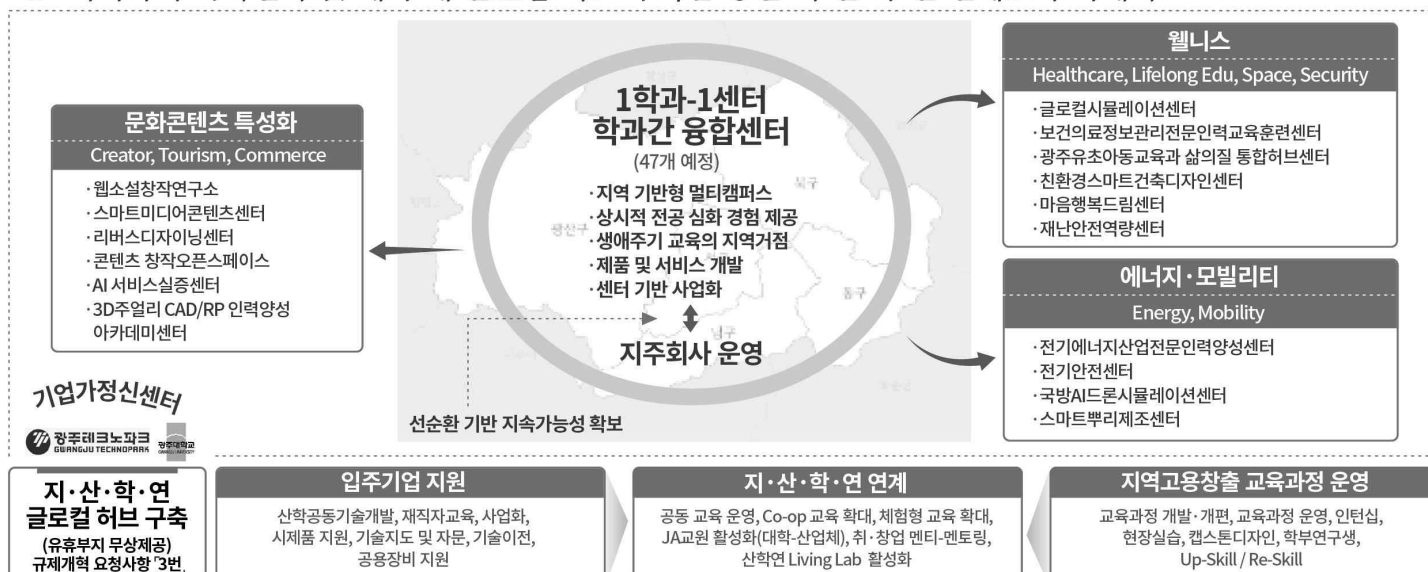 문화콘텐츠 특성화
Creator, Tourism, Commerce
·웹소설창작연구소
·스마트미디어콘텐츠센터
·리버스디자이닝센터
·콘텐츠 창작오픈스페이스
·AI 서비스실증센터
·3D주얼리 CAD/RP 인력양성
아카데미센터
1학과-1센터
학과간 융합센터
(47개 예정)
·지역 기반형 멀티캠퍼스
·상시적 전공 심화 경험 제공
·생애주기 교육의 지역거점
·제품 및 서비스 개발
·센터 기반 사업화
지주회사 운영
북구
광산구
동구
남구
선순환 기반 지속가능성 확보
웰니스
Healthcare, Lifelong Edu, Space, Security
·글로컬시뮬레이션센터
·보건의료정보관리전문인력교육훈련센터
·광주유초아동교육과 삶의질 통합허브센터
·친환경스마트건축디자인센터
·마음행복드림센터
·재난안전역량센터
에너지·모빌리티
Energy, Mobility
·전기에너지산업전문인력양성센터
·전기안전센터
·국방AI드론시뮬레이션센터
·스마트뿌리제조센터
기업가정신센터
광주테크노파크
GWANGJU TECHNOPARK
광주대학교
지·산·학·연
글로컬 허브 구축
(유휴부지 무상제공)
규제개혁 요청사항 「3번」
입주기업 지원
산학공동기술개발, 재직자교육, 사업화,
시제품 지원, 기술지도 및 자문, 기술이전,
공용장비 지원
지·산·학·연 연계
공동 교육 운영, Co-op 교육 확대, 체험형 교육 확대,
JA교원 활성화(대학-산업체), 취·창업 멘티-멘토링,
산학연 Living Lab 활성화
지역고용창출 교육과정 운영
교육과정 개발·개편, 교육과정 운영, 인턴십,
현장실습, 캡스톤디자인, 학부연구생,
Up-Skill / Re-Skill